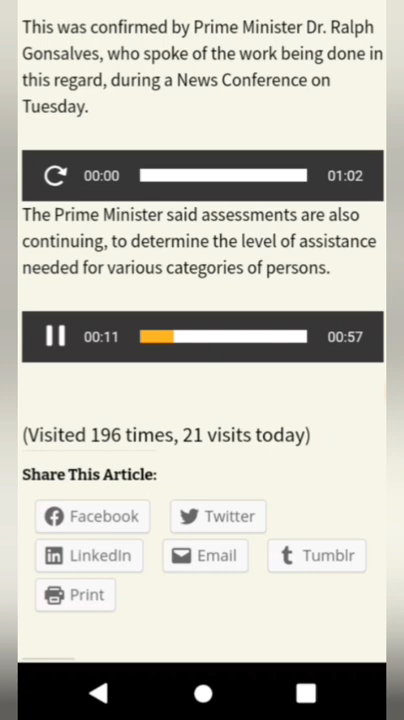 This was confirmed by Prime Minister Dr. Ralph
Gonsalves, who spoke of the work being done in
this regard, during a News Conference on
Tuesday.
00:00 01:02
The Prime Minister said assessments are also
continuing, to determine the level of assistance
needed for various categories of persons.
00:11 00:57
(Visited 196 times, 21 visits today)
Share This Article:
Facebook Twitter
LinkedIn Email Tumblr
Print